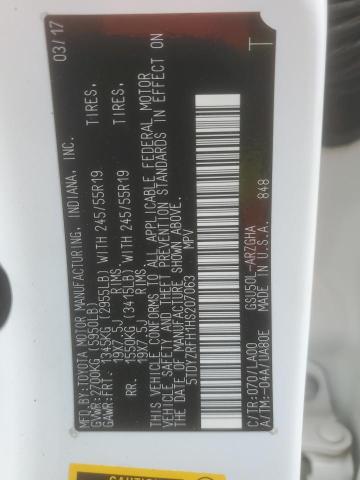 MFD.BY:TOYOTA MOTOR MANUFACTURING, INDIANA, INC. 03/17
GVWR:2700KG (5950LB)
GAWR:FRT. 1345KG (2955LB) WITH 245/55R19 TIRES,
19X7.5J RIMS
RR. 1550KG (3415LB) WITH 245/55R19 TIRES,
19X7.5J RIMS
THIS VEHICLE CONFORMS TO ALL APPLICABLE FEDERAL MOTOR
VEHICLE SAFETY AND THEFT PREVENTION STANDARDS IN EFFECT ON
THE DATE OF MANUFACTURE SHOWN ABOVE.
5TDYZRFH1HS207063 MPV
C/TR:070/LA00 GSU50L-ARZGHA
A/TM:-04A/UA80E MADE IN U.S.A. 848
T
CAUTION